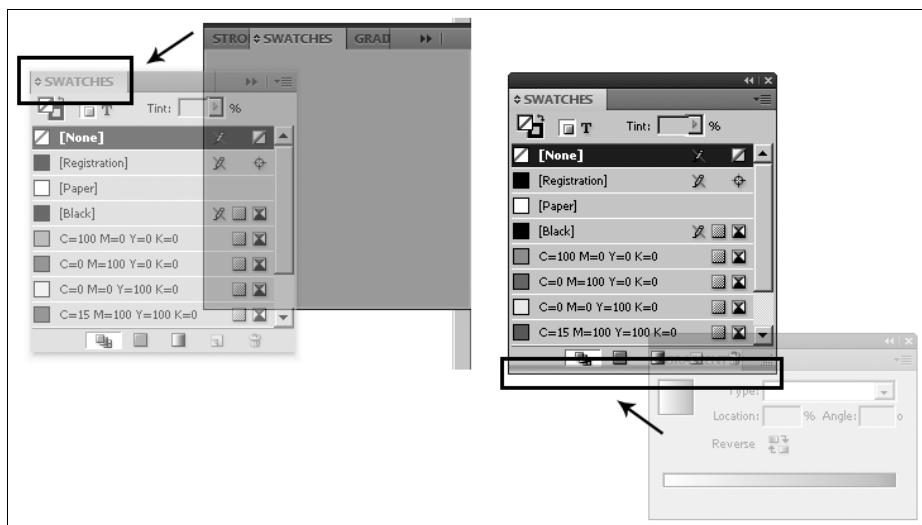 STRO SWATCHES GRAD
SWATCHES
T Tint: %
[None]
[Registration]
[Paper]
[Black]
C=100 M=0 Y=0 K=0
C=0 M=100 Y=0 K=0
C=0 M=0 Y=100 K=0
C=15 M=100 Y=100 K=0
SWATCHES
T Tint: %
[None]
[Registration]
[Paper]
[Black]
C=100 M=0 Y=0 K=0
C=0 M=100 Y=0 K=0
C=0 M=0 Y=100 K=0
C=15 M=100 Y=100 K=0
Type:
Location: % Angle: o
Reverse